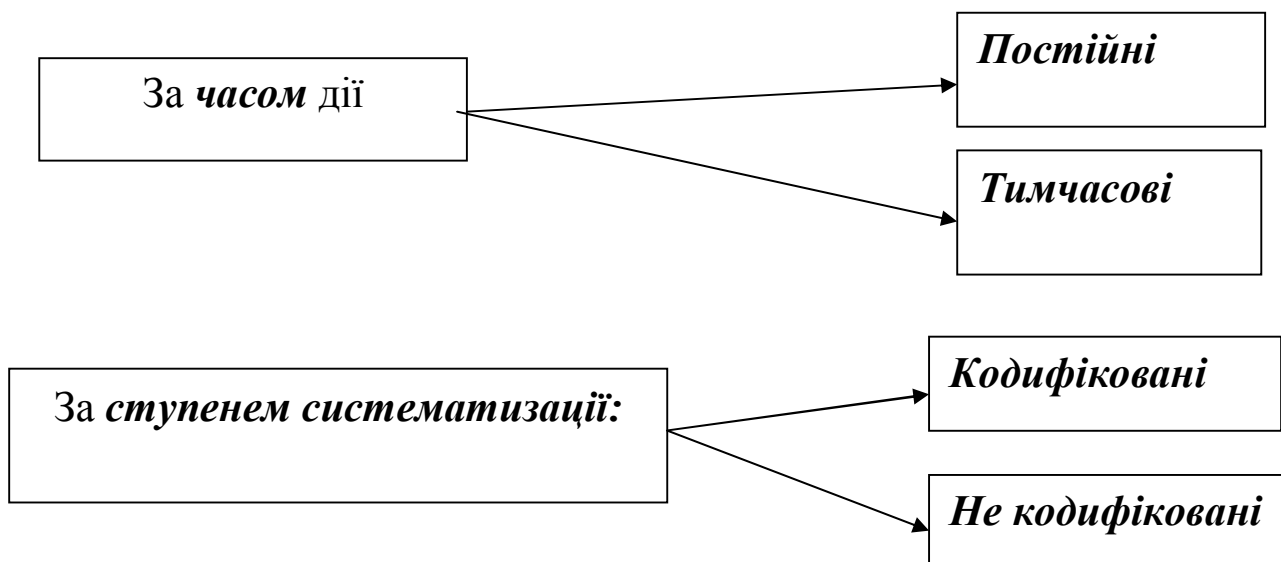 За часом дії
Постійні
Тимчасові
За ступенем систематизації:
Кодифіковані
Не кодифіковані